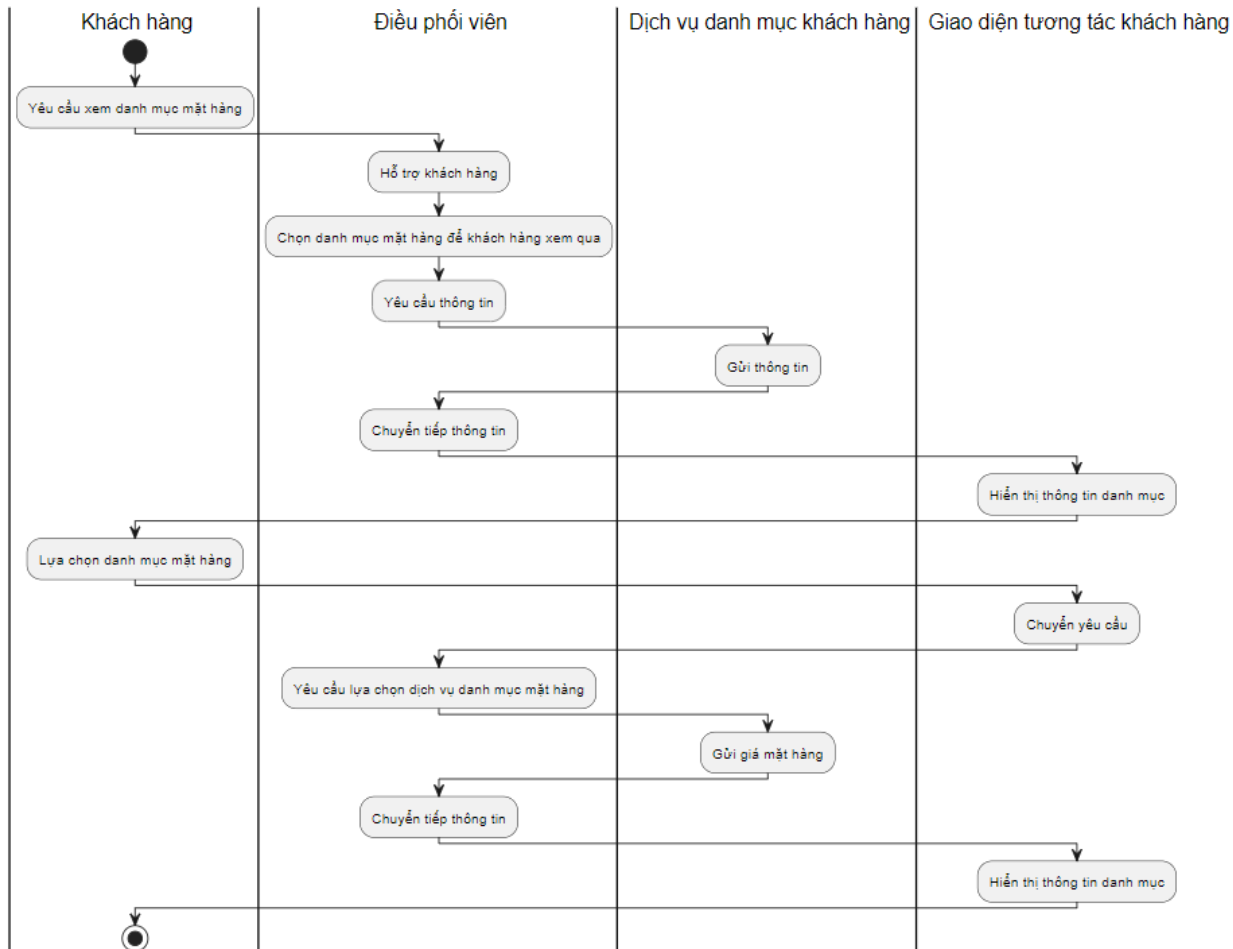 Khách hàng
Điều phối viên
Dịch vụ danh mục khách hàng
Giao diện tương tác khách hàng
Yêu cầu xem danh mục mặt hàng
Hỗ trợ khách hàng
Chọn danh mục mặt hàng để khách hàng xem qua
Yêu cầu thông tin
Gửi thông tin
Chuyển tiếp thông tin
Hiển thị thông tin danh mục
Lựa chọn danh mục mặt hàng
Chuyển yêu cầu
Yêu cầu lựa chọn dịch vụ danh mục mặt hàng
Gửi giá mặt hàng
Chuyển tiếp thông tin
Hiển thị thông tin danh mục